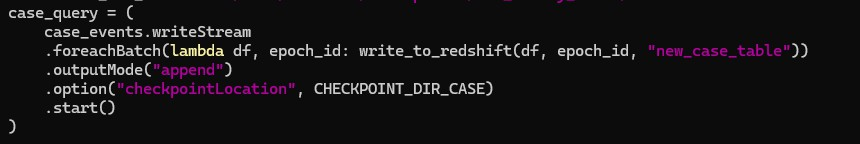 case_query = (
    case_events.writeStream
    .foreachBatch(lambda df, epoch_id: write_to_redshift(df, epoch_id, "new_case_table"))
    .outputMode("append")
    .option("checkpointLocation", CHECKPOINT_DIR_CASE)
    .start()
)